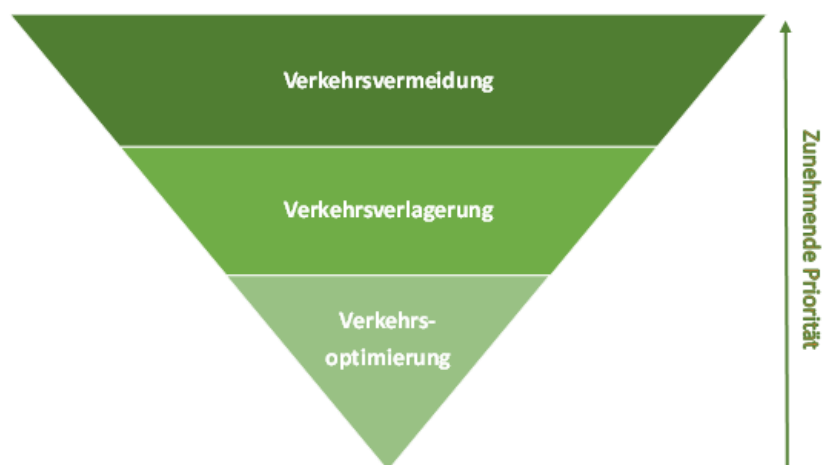 Verkehrsvermeidung
Verkehrsverlagerung
Verkehrs-
optimierung
Zunehmende Priorität